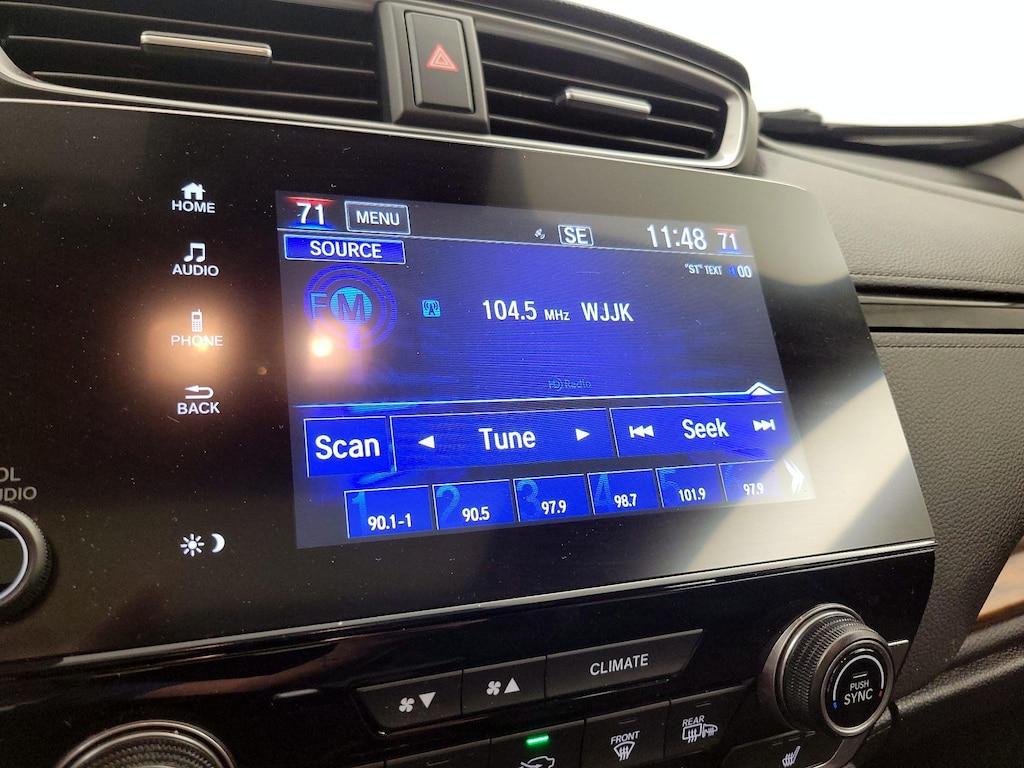 HOME
AUDIO
PHONE
BACK
71 MENU SE 11:48 71
SOURCE
"ST" TEXT 00
FM
104.5 MHz WJJK
HD Radio
Scan Tune Seek
1 90.1-1
2 90.5
3 97.9
4 98.7
5 101.9
97.9
UDIO
CLIMATE
PUSH
SYNC
FRONT
REAR